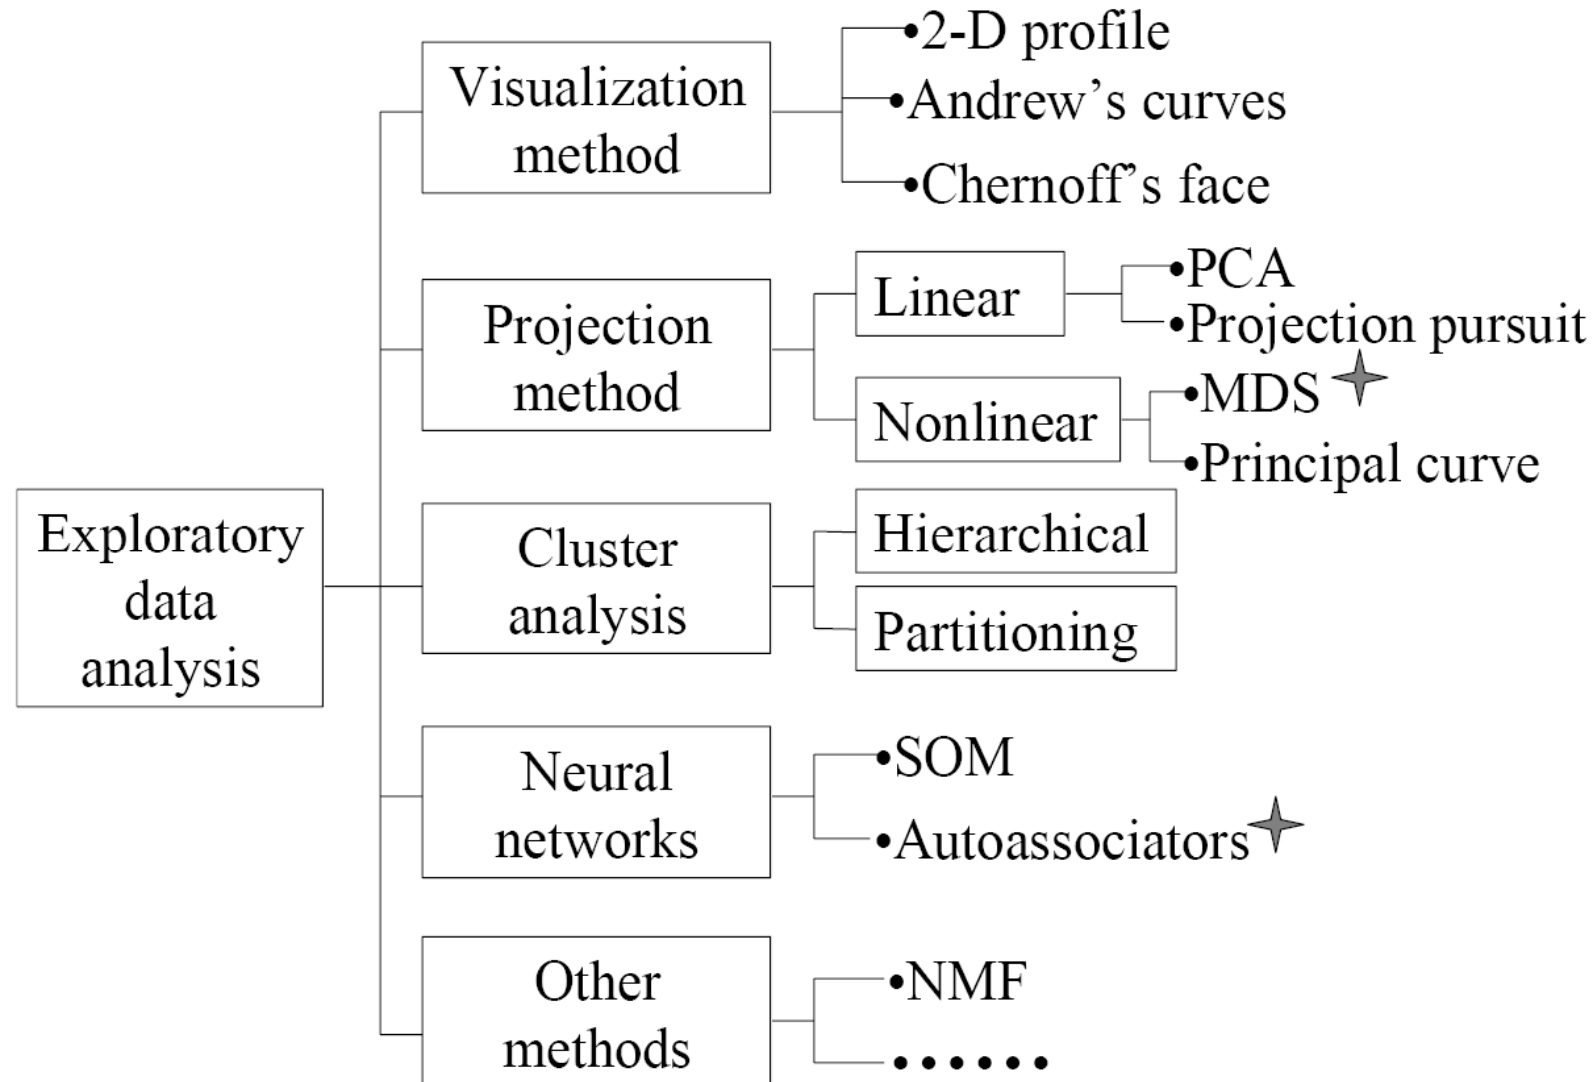 Exploratory
data
analysis
Visualization
method
•2-D profile
•Andrew’s curves
•Chernoff’s face
Projection
method
Linear
•PCA
•Projection pursuit
Nonlinear
•MDS
•Principal curve
Cluster
analysis
Hierarchical
Partitioning
Neural
networks
•SOM
•Autoassociators
Other
methods
•NMF
••••••